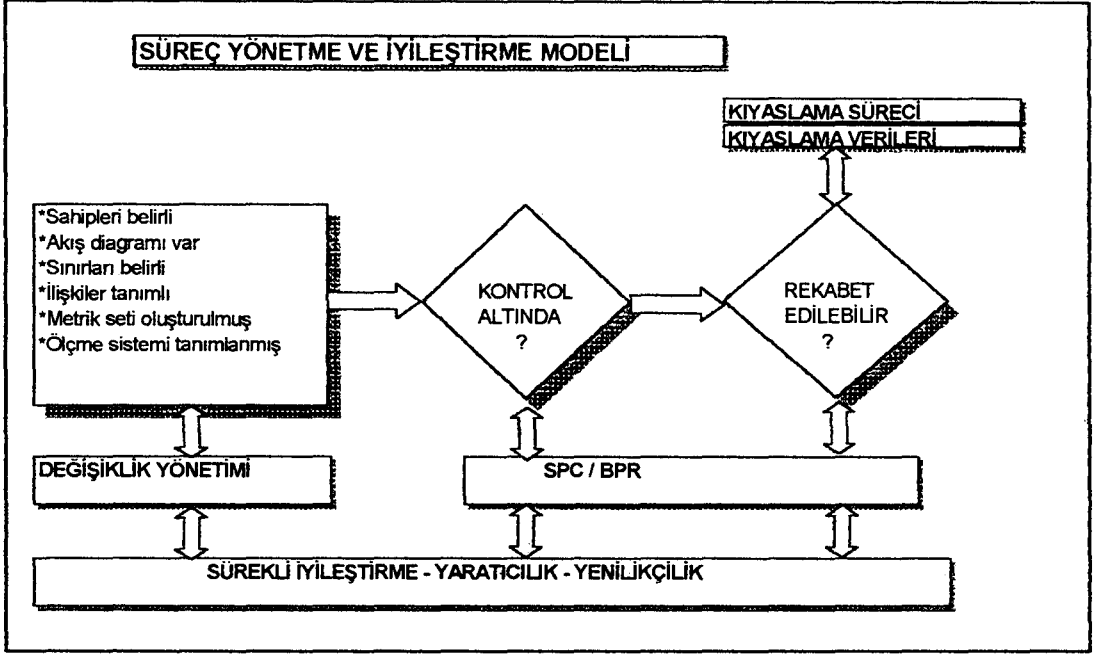 SÜREÇ YÖNETME VE İYİLEŞTİRME MODELİ
KIYASLAMA SÜRECİ
KIYASLAMA VERİLERİ
*Sahipleri belirli
*Akış diagramı var
*Sınırları belirli
*İlişkiler tanımlı
*Metrik seti oluşturulmuş
*Ölçme sistemi tanımlanmış
KONTROL
ALTINDA
?
REKABET
EDİLEBİLİR
?
DEĞİŞİKLİK YÖNETİMİ
SPC / BPR
SÜREKLİ İYİLEŞTİRME - YARATICILIK - YENİLİKÇİLİK